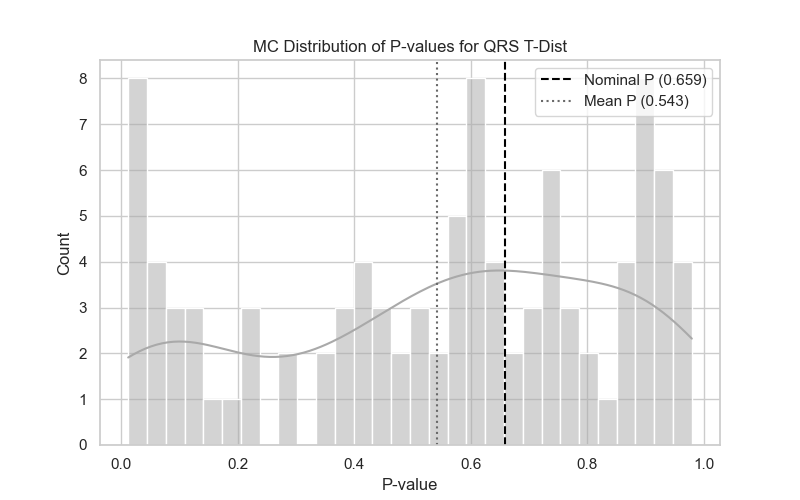 MC Distribution of P-values for QRS T-Dist
Nominal P (0.659)
Mean P (0.543)
8
7
6
5
4
3
2
1
0
Count
0.0 0.2 0.4 0.6 0.8 1.0
P-value